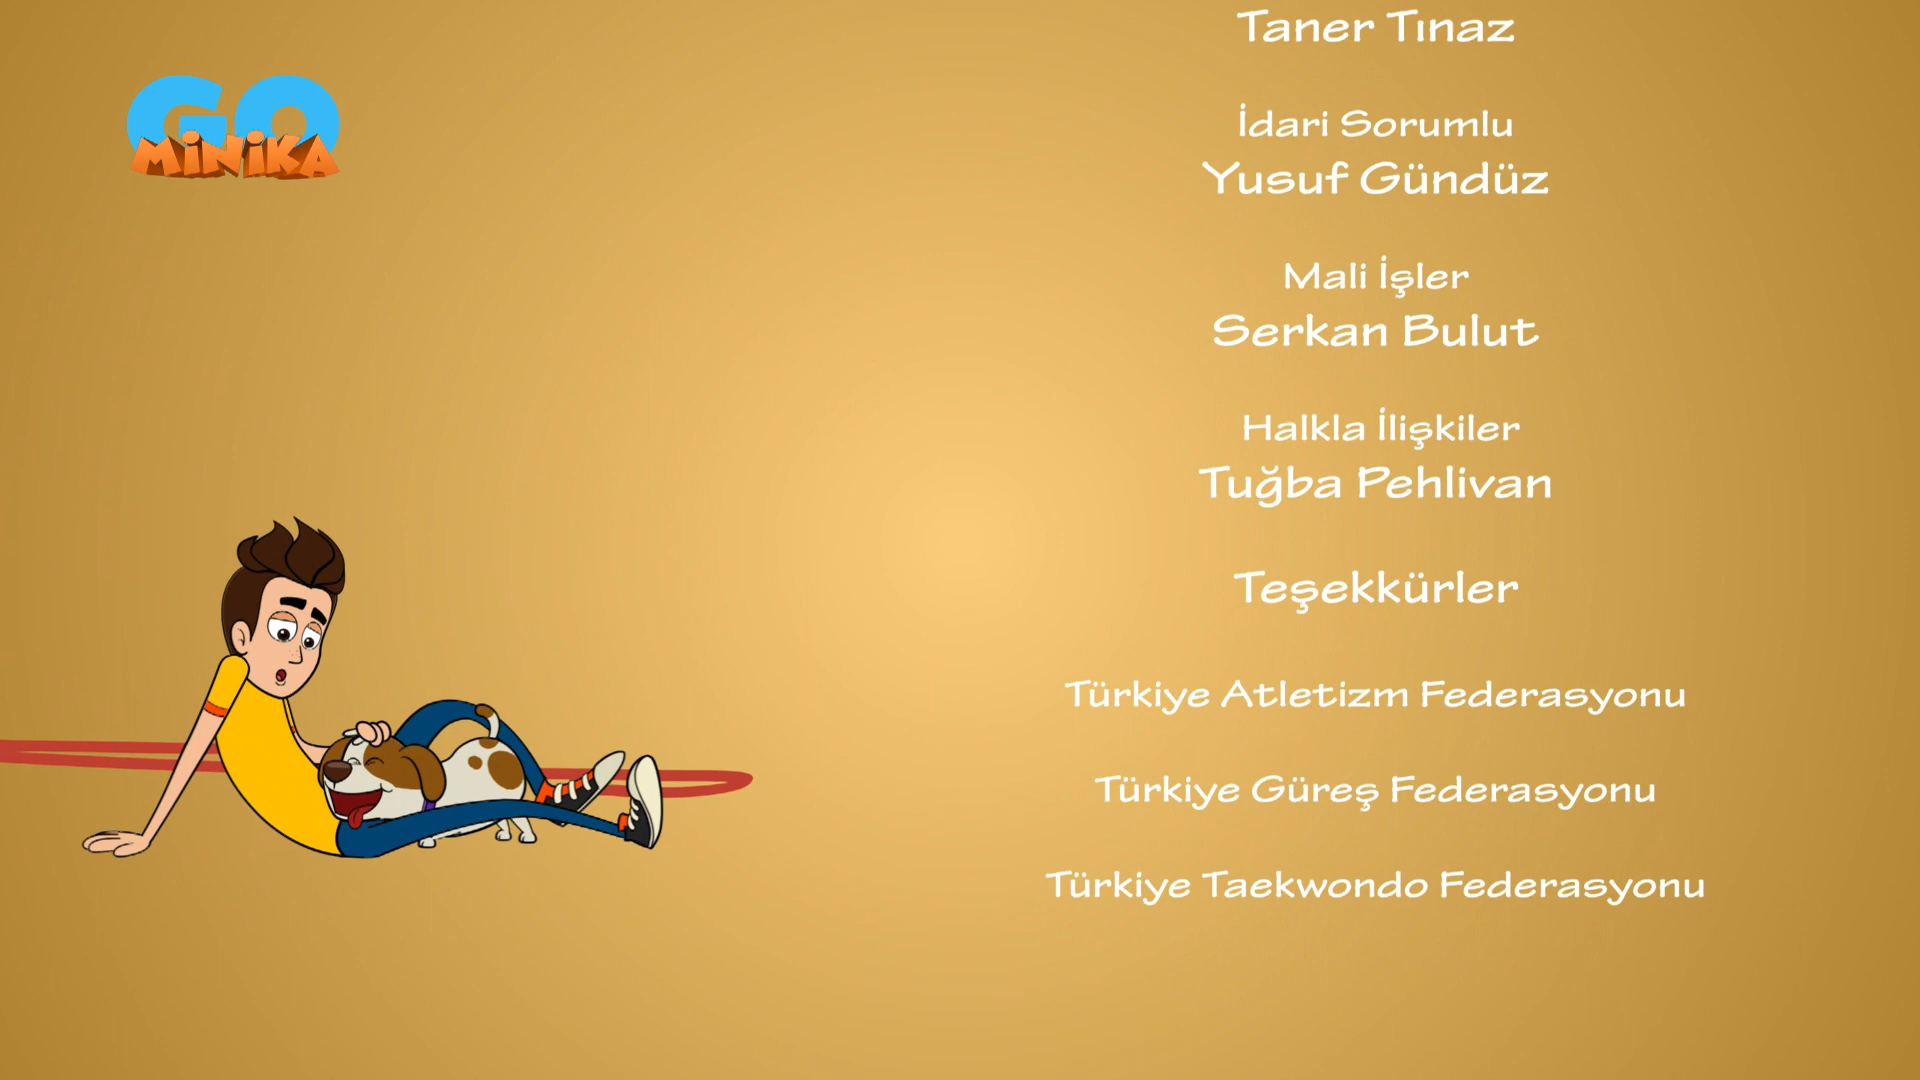 GO
MİNİKA
Taner Tınaz
İdari Sorumlu
Yusuf Gündüz
Mali İşler
Serkan Bulut
Halkla İlişkiler
Tuğba Pehlivan
Teşekkürler
Türkiye Atletizm Federasyonu
Türkiye Güreş Federasyonu
Türkiye Taekwondo Federasyonu